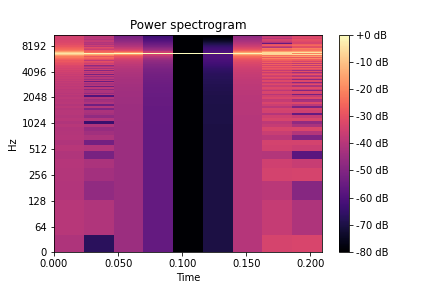 Power spectrogram
8192
4096
2048
1024
512
256
128
64
0
Hz
0.000 0.050 0.100 0.150 0.200
Time
+0 dB
-10 dB
-20 dB
-30 dB
-40 dB
-50 dB
-60 dB
-70 dB
-80 dB